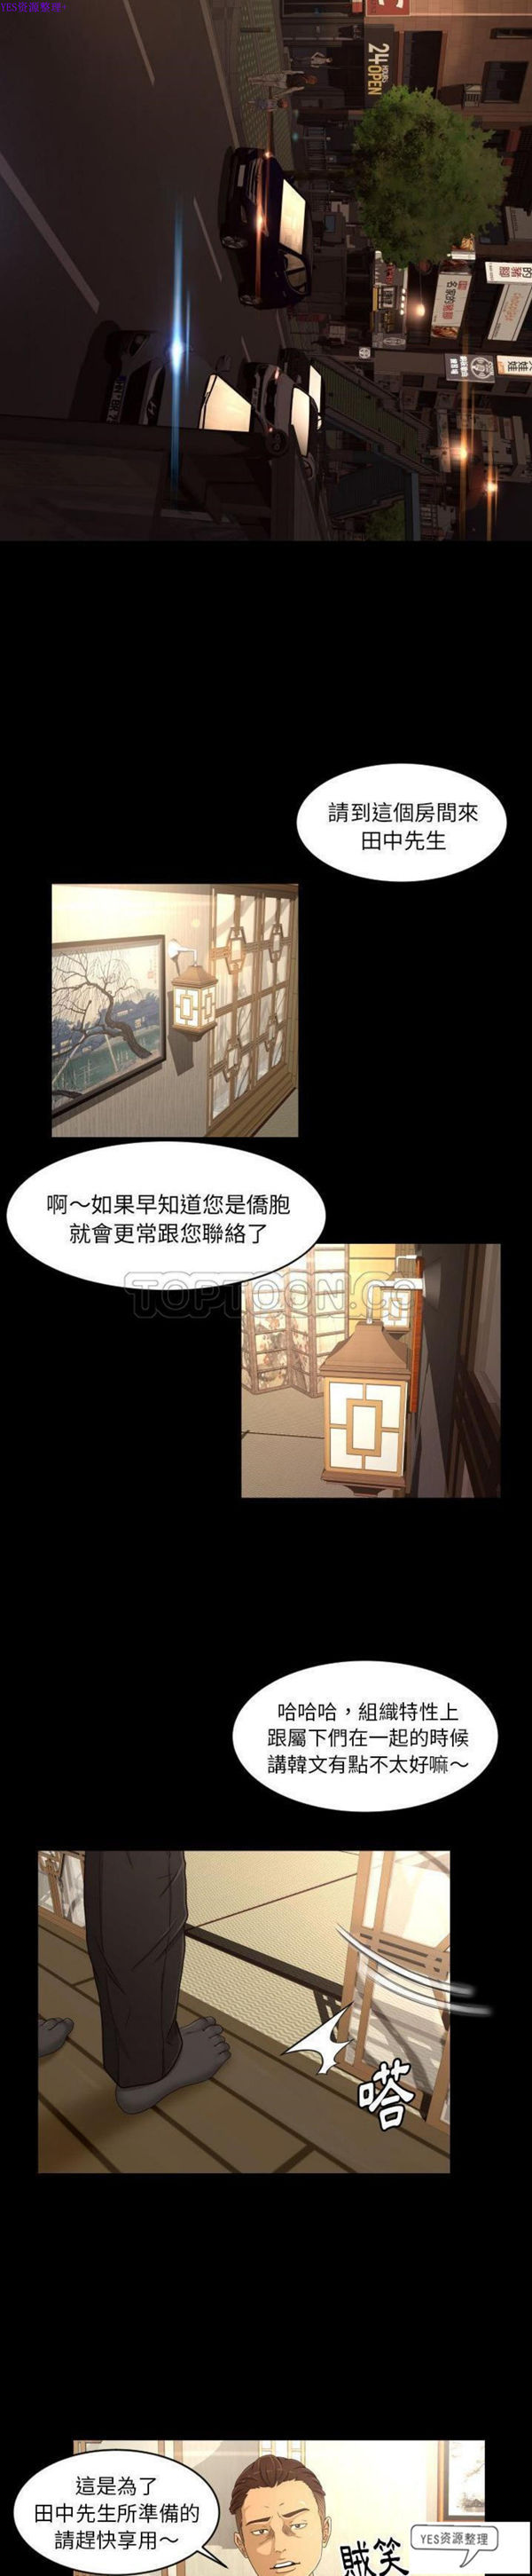 YES资源整理
24 HOURS
OPEN
請到這個房間來
田中先生
啊～如果早知道您是僑胞
就會更常跟您聯絡了
TOPTOON.CO
哈哈哈，組織特性上
跟屬下們在一起的時候
講韓文有點不太好嘛～
嗒
這是為了
田中先生所準備的
請趕快享用～
賊笑
YES资源整理